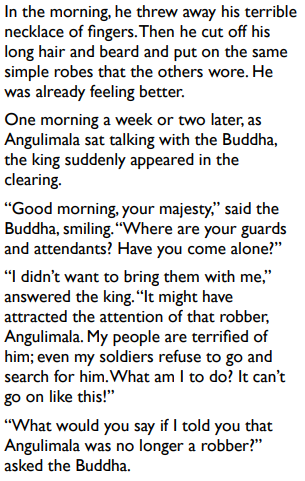 In the morning, he threw away his terrible
necklace of fingers. Then he cut off his
long hair and beard and put on the same
simple robes that the others wore. He
was already feeling better.
One morning a week or two later, as
Angulimala sat talking with the Buddha,
the king suddenly appeared in the
clearing.
“Good morning, your majesty,” said the
Buddha, smiling. “Where are your guards
and attendants? Have you come alone?”
“I didn’t want to bring them with me,”
answered the king. “It might have
attracted the attention of that robber,
Angulimala. My people are terrified of
him; even my soldiers refuse to go and
search for him. What am I to do? It can’t
go on like this!”
“What would you say if I told you that
Angulimala was no longer a robber?”
asked the Buddha.